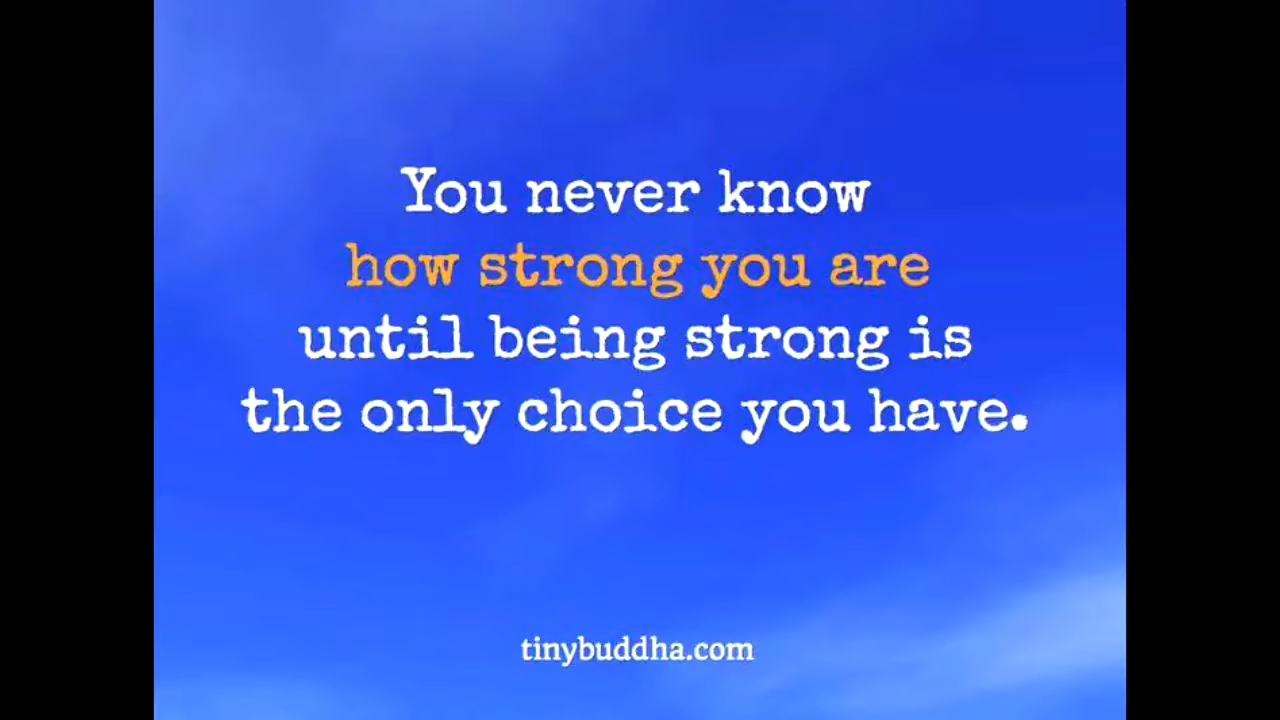 You never know
how strong you are
until being strong is
the only choice you have.
tinybuddha.com